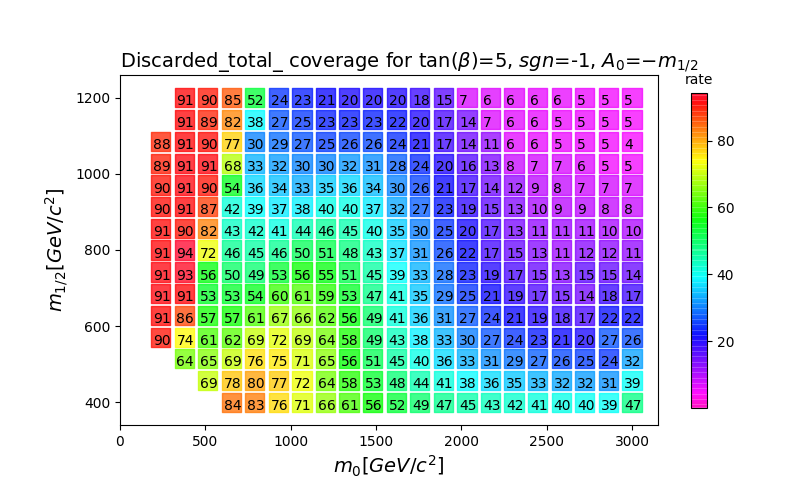 Discarded_total_ coverage for tan(β)=5, sgn=-1, A₀=−m₁/₂
rate
1200 91 90 85 52 24 23 21 20 20 20 18 15 7 6 6 6 6 5 5 5
91 89 82 38 27 25 23 23 23 22 20 17 14 7 6 6 5 5 5 5
88 91 90 77 30 29 27 25 26 26 24 21 17 14 11 6 6 5 5 5 4
80
89 91 91 68 33 32 30 30 32 31 28 24 20 16 13 8 7 7 6 5 5
1000
90 91 90 54 36 34 33 35 36 34 30 26 21 17 14 12 9 8 7 7 7
90 91 87 42 39 37 38 40 40 37 32 27 23 19 15 13 10 9 9 8 8
60
91 90 82 43 42 41 44 46 45 40 35 30 25 20 17 13 11 11 11 10 10
m₁/₂[GeV/c²]
800 91 94 72 46 45 46 50 51 48 43 37 31 26 22 17 15 13 11 12 12 11
91 93 56 50 49 53 56 55 51 45 39 33 28 23 19 17 15 13 15 15 14
40
91 91 53 53 54 60 61 59 53 47 41 35 29 25 21 19 17 15 14 18 17
91 86 57 57 61 67 66 62 56 49 41 36 31 27 24 21 19 18 17 22 22
600
90 74 61 62 69 72 69 64 58 49 43 38 33 30 27 24 23 21 20 27 26
20
64 65 69 76 75 71 65 56 51 45 40 36 33 31 29 27 26 25 24 32
69 78 80 77 72 64 58 53 48 44 41 38 36 35 33 32 32 31 39
400 84 83 76 71 66 61 56 52 49 47 45 43 42 41 40 40 39 47
0 500 1000 1500 2000 2500 3000
m₀[GeV/c²]